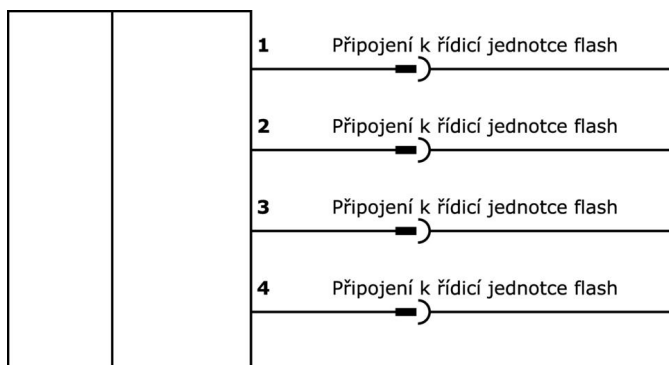 1 Připojení k řídicí jednotce flash
2 Připojení k řídicí jednotce flash
3 Připojení k řídicí jednotce flash
4 Připojení k řídicí jednotce flash